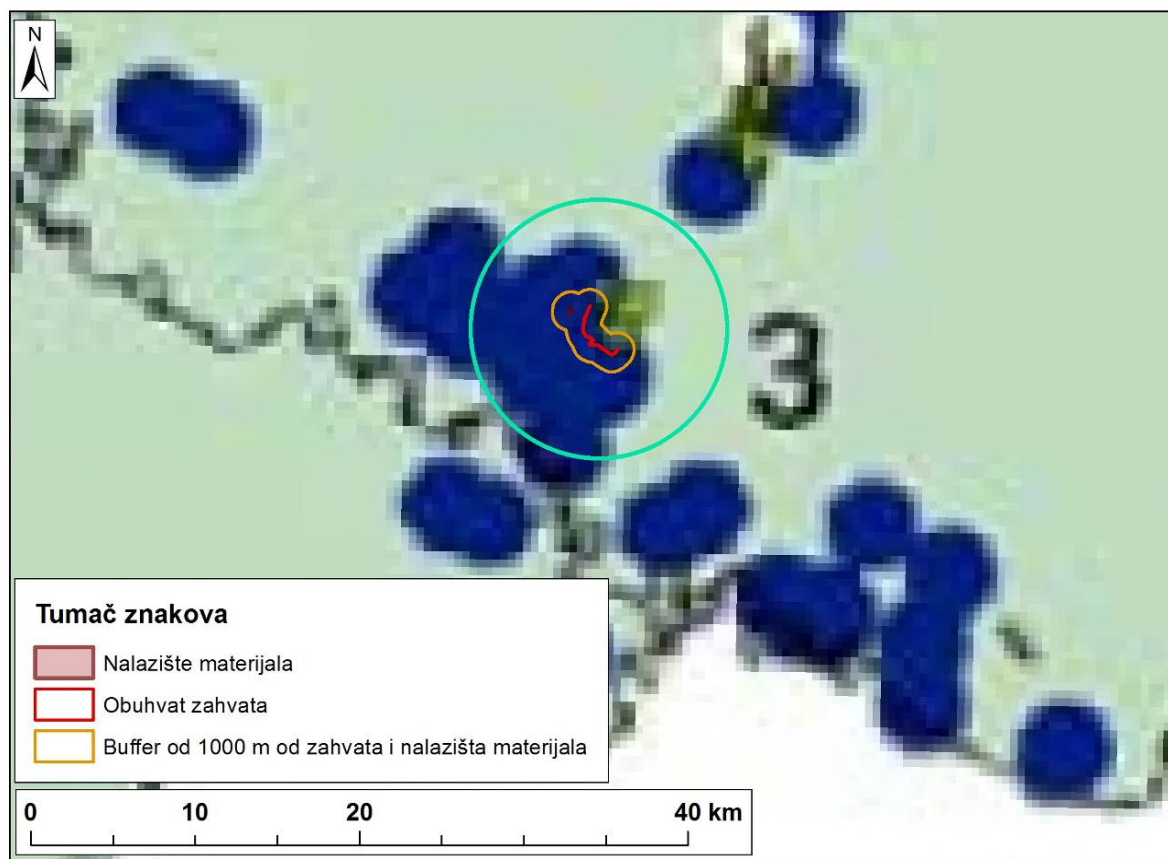 N
3
Tumač znakova
Nalazište materijala
Obuhvat zahvata
Buffer od 1000 m od zahvata i nalazišta materijala
0 10 20 40 km